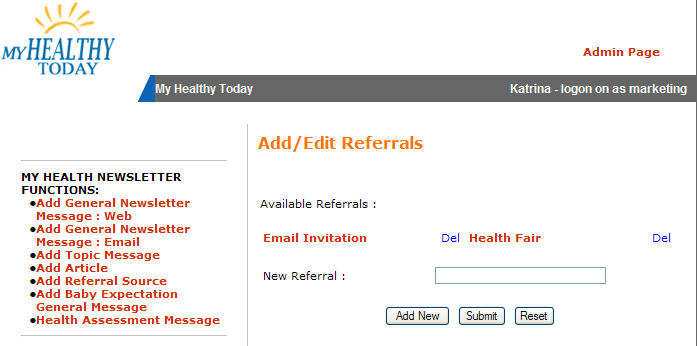 MY HEALTHY
TODAY
Admin Page
My Healthy Today
Katrina - logon on as marketing
MY HEALTH NEWSLETTER
FUNCTIONS:
●Add General Newsletter
Message : Web
●Add General Newsletter
Message : Email
●Add Topic Message
●Add Article
●Add Referral Source
●Add Baby Expectation
General Message
●Health Assessment Message
Add/Edit Referrals
Available Referrals :
Email Invitation Del Health Fair Del
New Referral :
Add New Submit Reset